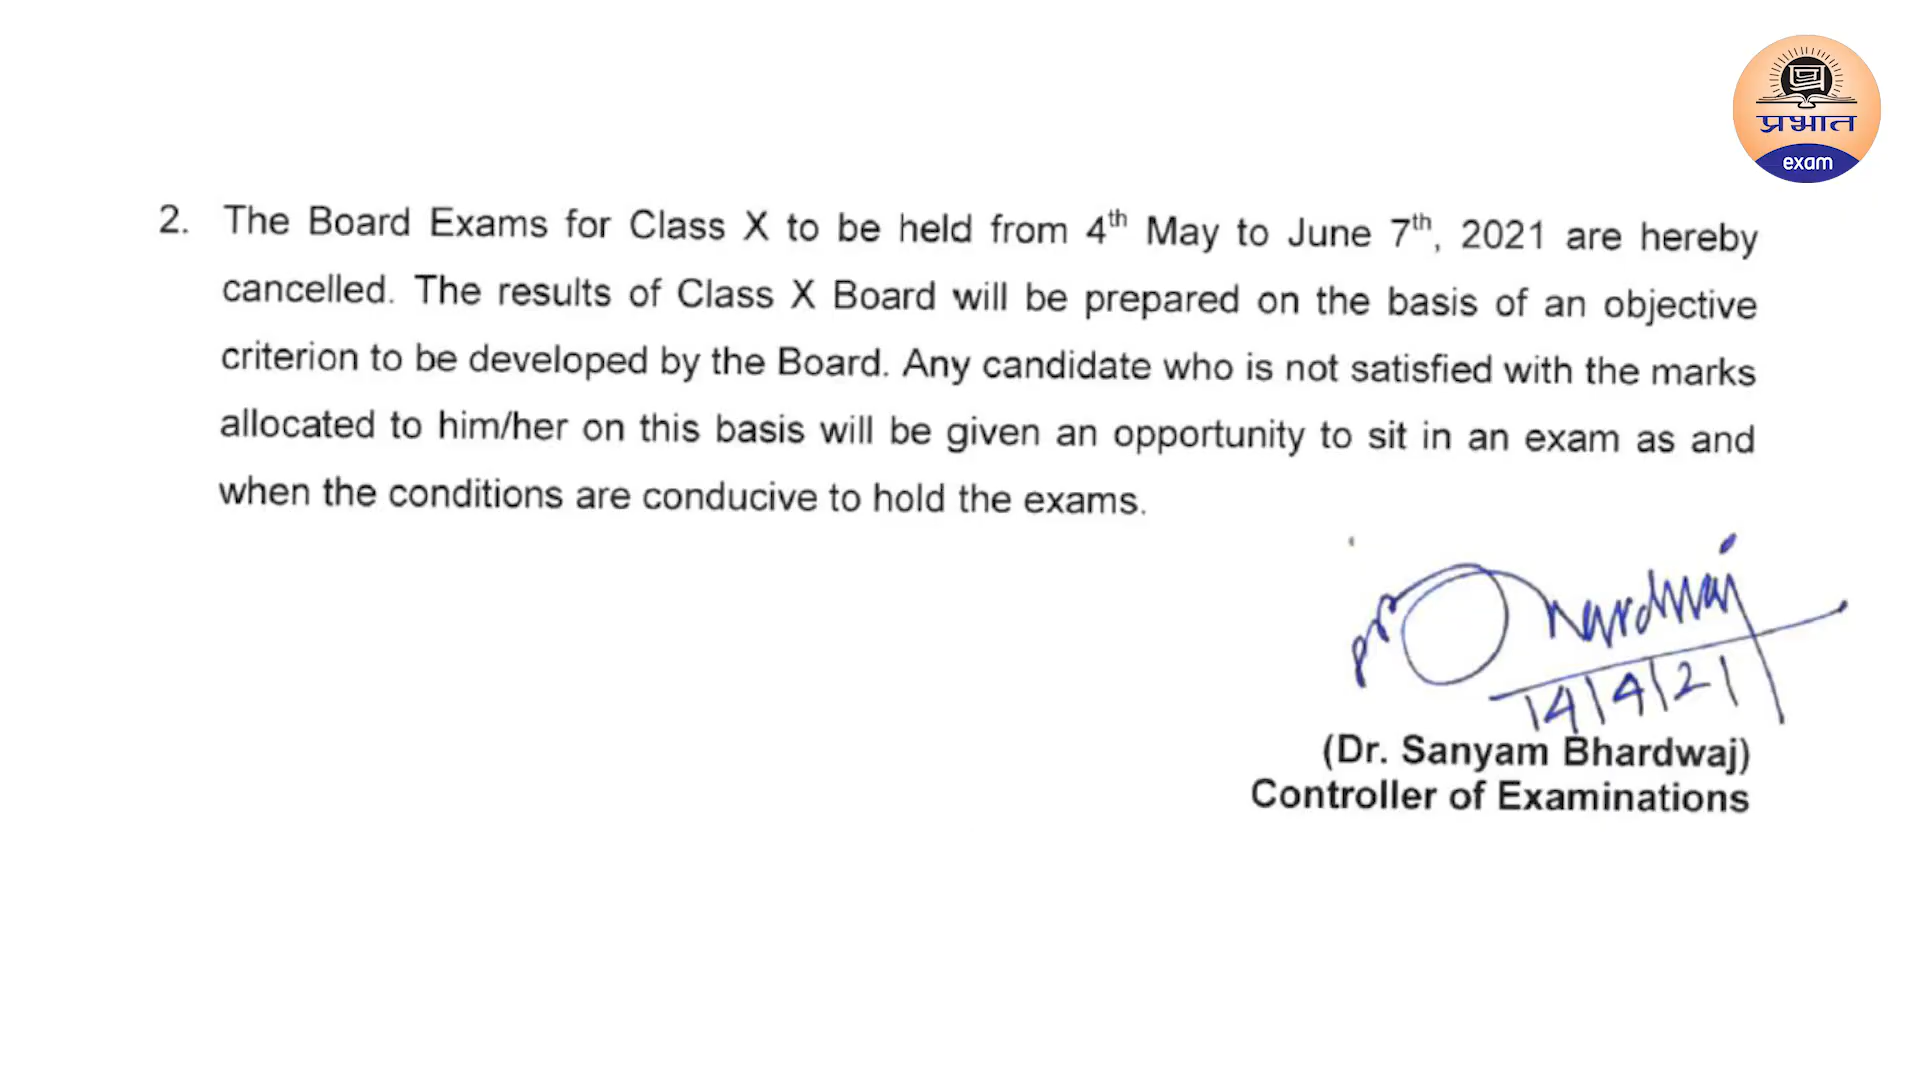 प्रभात
exam
2. The Board Exams for Class X to be held from 4th May to June 7th, 2021 are hereby
cancelled. The results of Class X Board will be prepared on the basis of an objective
criterion to be developed by the Board. Any candidate who is not satisfied with the marks
allocated to him/her on this basis will be given an opportunity to sit in an exam as and
when the conditions are conducive to hold the exams.
14/4/21
(Dr. Sanyam Bhardwaj)
Controller of Examinations